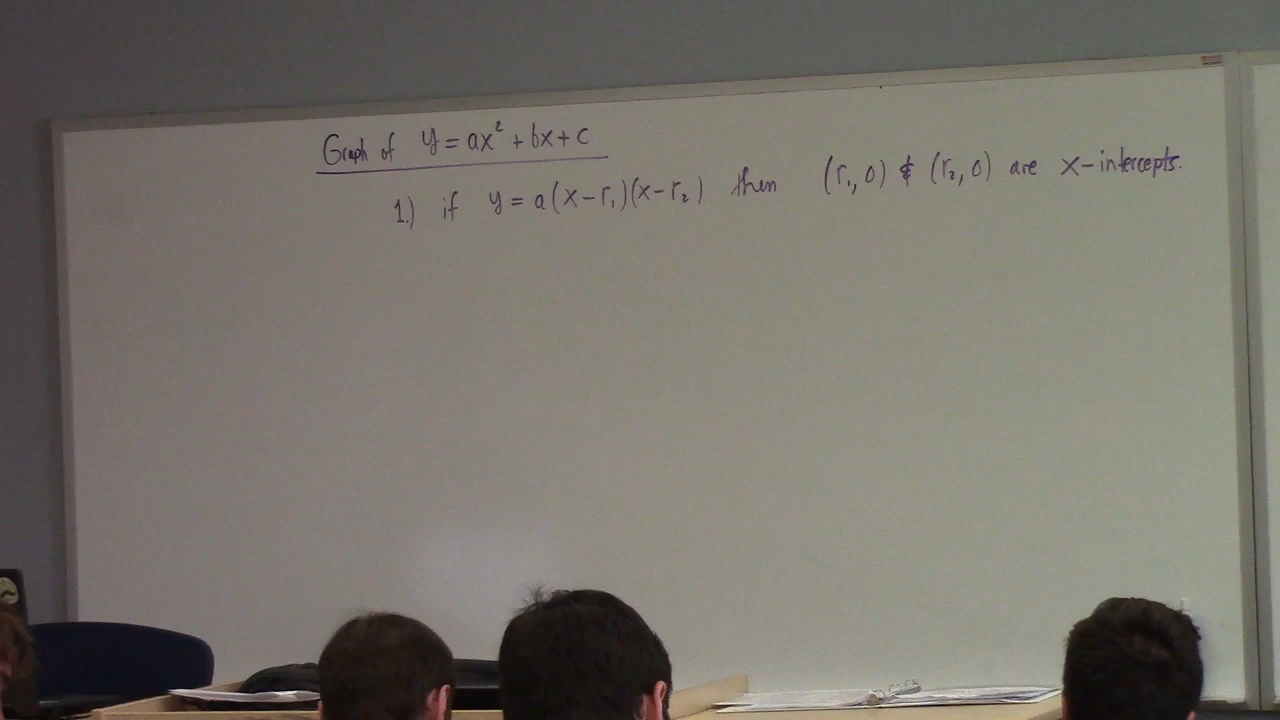 Graph of y = ax² + bx + c
1.) if y = a(x-r₁)(x-r₂) then (r₁, 0) & (r₂, 0) are x-intercepts.